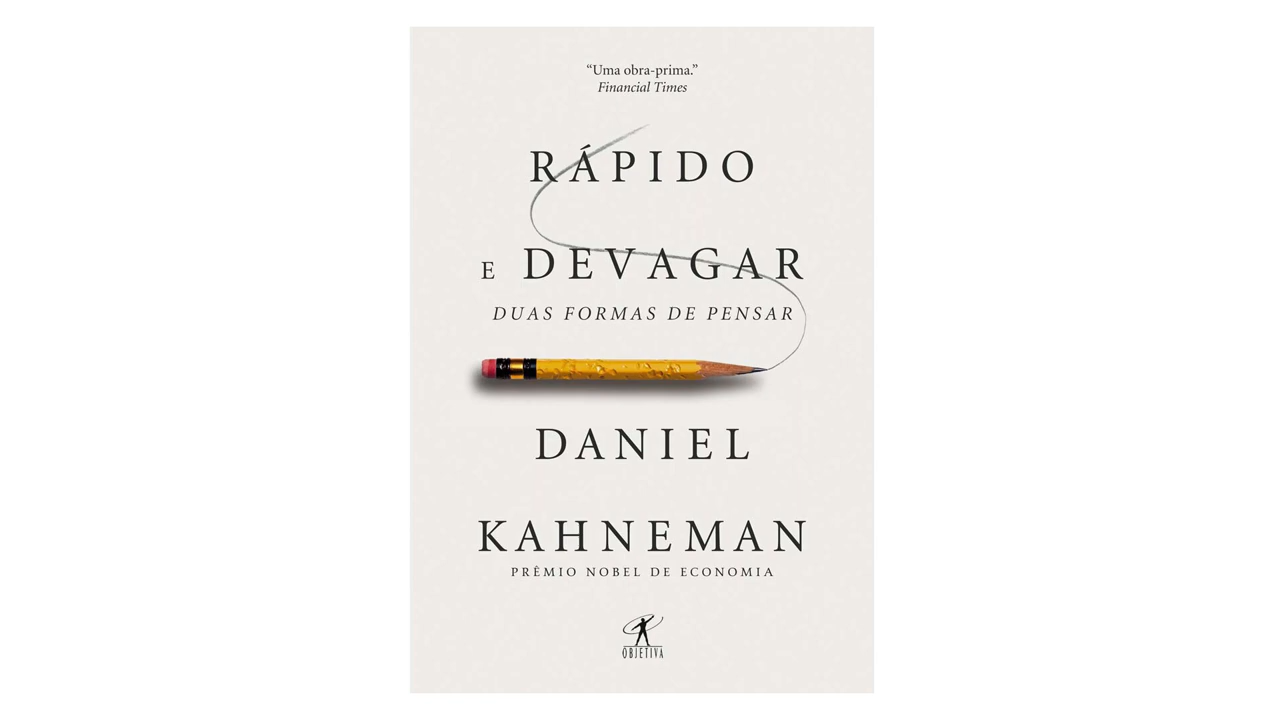 “Uma obra-prima.”
Financial Times
RÁPIDO
E DEVAGAR
DUAS FORMAS DE PENSAR
DANIEL
KAHNEMAN
PRÊMIO NOBEL DE ECONOMIA
OBJETIVA